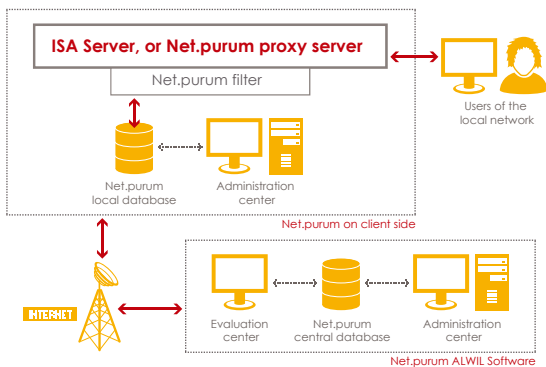 ISA Server, or Net.purum proxy server
Net.purum filter
Users of the
local network
Net.purum
local database
Administration
center
Net.purum on client side
INTERNET
Evaluation
center
Net.purum
central database
Administration
center
Net.purum ALWIL Software